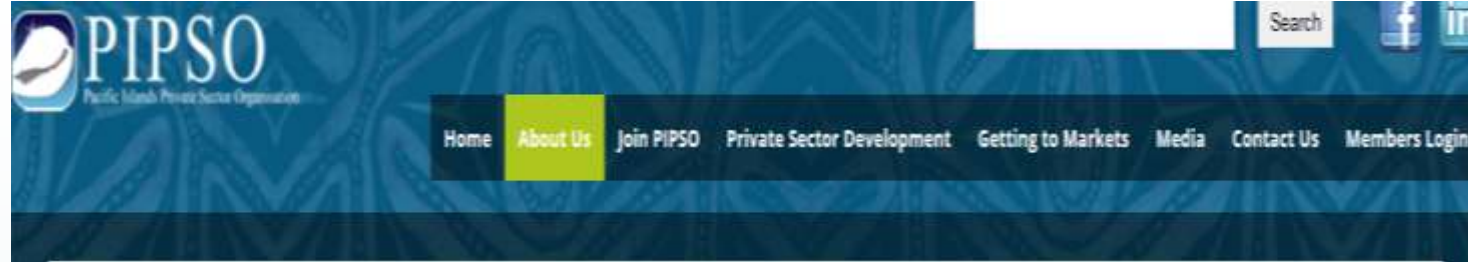 PIPSO
Pacific Islands Private Sector Organisation
Search
f in
Home About Us Join PIPSO Private Sector Development Getting to Markets Media Contact Us Members Login